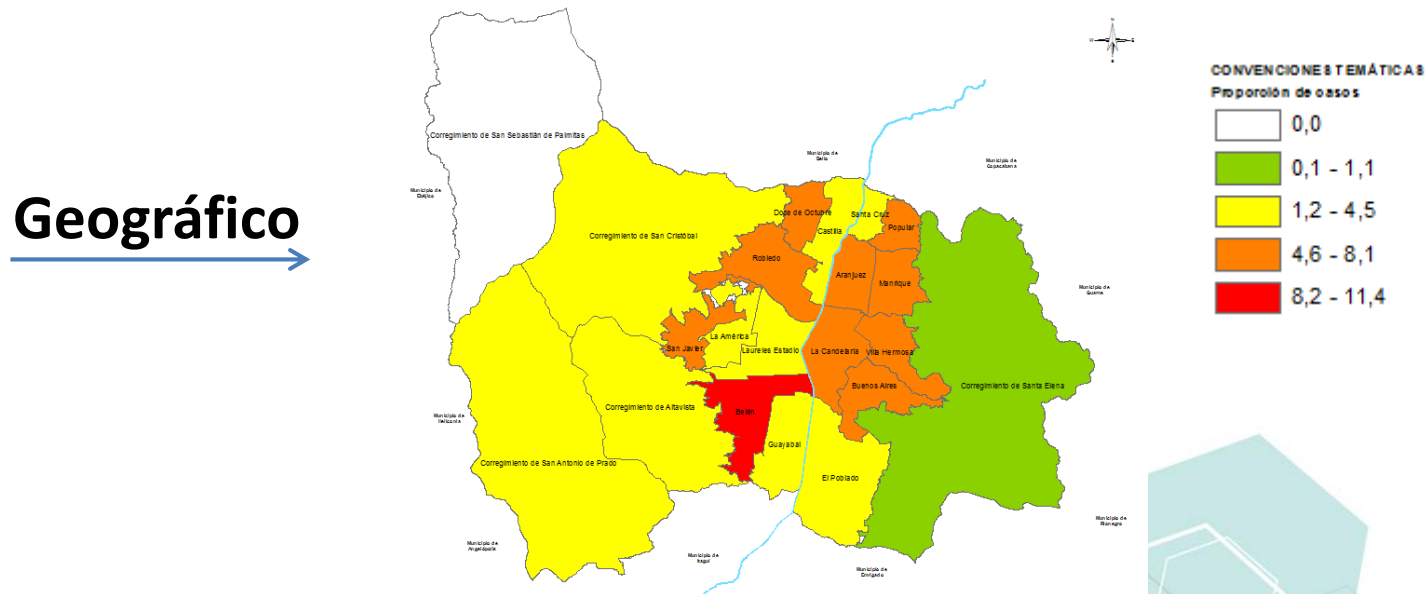 Geográfico
W
E
CONVENCIONES TEMÁTICAS
Proporción de casos
0,0
0,1 - 1,1
1,2 - 4,5
4,6 - 8,1
8,2 - 11,4
Corregimiento de San Sebastián de Palmitas
Municipio de
Bello
Municipio de
Copacabana
Municipio de
Ebéjico
Doce de Octubre
Santa Cruz
Castilla
Popular
Corregimiento de San Cristóbal
Robledo
Aranjuez
Manrique
Municipio de
Guarne
La América
San Javier
Laureles Estadio
La Candelaria
Villa Hermosa
Buenos Aires
Corregimiento de Santa Elena
Municipio de
Heliconia
Corregimiento de Altavista
Belén
Guayabal
Corregimiento de San Antonio de Prado
El Poblado
Municipio de
Rionegro
Municipio de
Angelópolis
Municipio de
Itagüí
Municipio de
Envigado